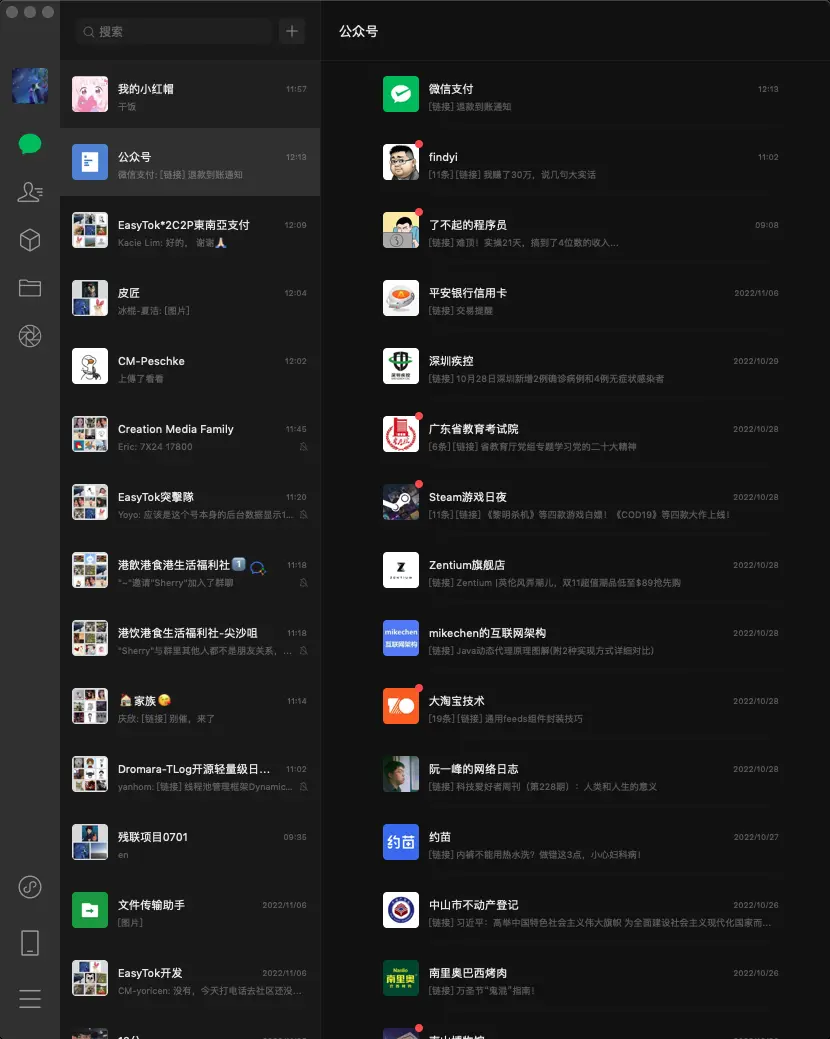 搜索
公众号
我的小红帽 11:57
干饭
公众号 12:13
微信支付: [链接] 退款到账通知
EasyTok*2C2P東南亞支付 12:09
Kacie Lim: 好的， 谢谢🙏🏻
皮匠 12:04
冰棍-夏洁: [图片]
CM-Peschke 12:02
上傳了看看
Creation Media Family 11:45
Eric: 7X24 17800
EasyTok突擊隊 11:20
Yoyo: 应该是这个号本身的后台数据显示1...
港飲港食港生活福利社1️⃣ 11:18
"~"邀请"Sherry"加入了群聊
港饮港食生活福利社-尖沙咀 11:18
"Sherry"与群里其他人都不是朋友关系，...
🏠家族😘 11:14
庆欣: [链接] 别催，来了
Dromara-TLog开源轻量级日... 11:02
yanhom: [链接] 线程池管理框架Dynamic...
残联项目0701 09:35
en
文件传输助手 2022/11/06
[图片]
EasyTok开发 2022/11/06
CM-yoricen: 没有，今天打电话去社区还没...
微信支付 12:13
[链接] 退款到账通知
findyi 11:02
[11条] [链接] 我赚了30万，说几句大实话
了不起的程序员 09:08
[链接] 难顶！实操21天，搞到了4位数的收入...
平安银行信用卡 2022/11/06
[链接] 交易提醒
深圳疾控
深圳疾控 2022/10/29
[链接] 10月28日深圳新增2例确诊病例和4例无症状感染者
广东省教育考试院 2022/10/28
[6条] [链接] 省教育厅党组专题学习党的二十大精神
Steam游戏日夜 2022/10/28
[11条] [链接] 《黎明杀机》等四款游戏白嫖！《COD19》等四款大作上线！
Z
ZENTIUM
Zentium旗舰店 2022/10/28
[链接] Zentium |英伦风弄潮儿，双11超值潮品低至$89抢先购
mikechen
互联网架构
mikechen的互联网架构 2022/10/28
[链接] Java动态代理原理图解(附2种实现方式详细对比)
大淘宝技术 2022/10/28
[19条] [链接] 通用feeds组件封装技巧
阮一峰的网络日志 2022/10/28
[链接] 科技爱好者周刊（第228期）：人类和人生的意义
约苗
约苗 2022/10/27
[链接] 内裤不能用热水洗？做错这3点，小心妇科病！
中山市不动产登记 2022/10/26
[链接] 习近平：高举中国特色社会主义伟大旗帜 为全面建设社会主义现代化国家而...
南里奥
南里奥巴西烤肉 2022/10/26
[链接] 万圣节“鬼混”指南！